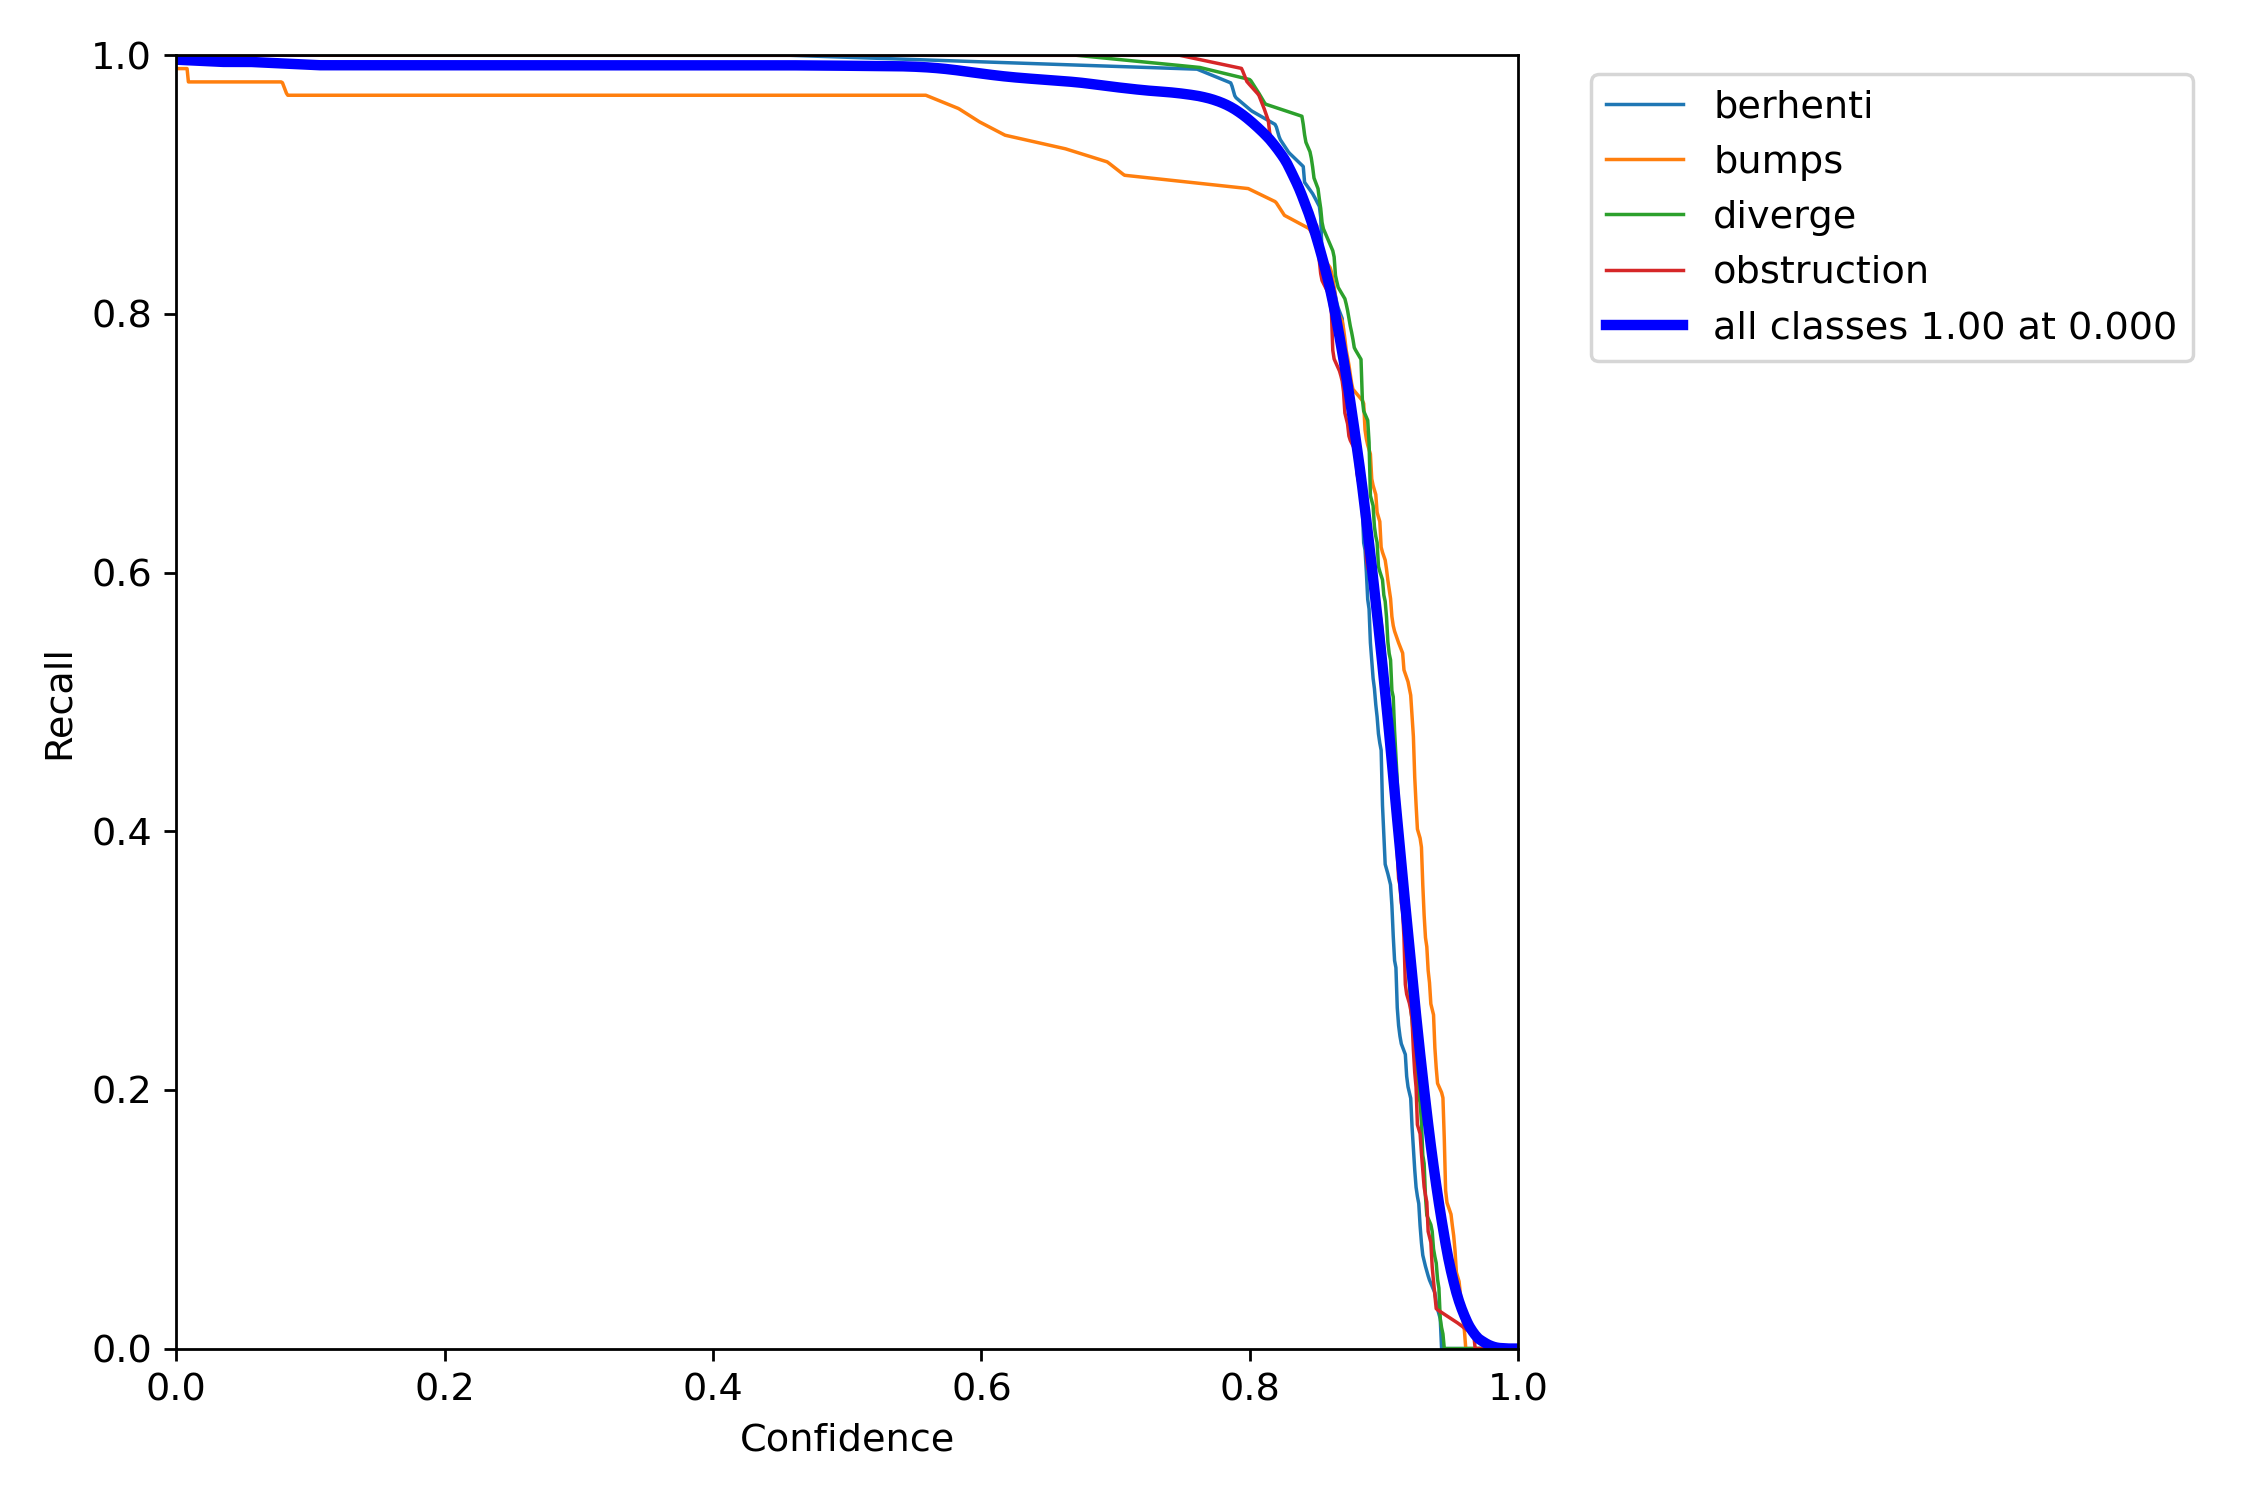 1.0
0.8
0.6
0.4
0.2
0.0
Recall
0.0 0.2 0.4 0.6 0.8 1.0
Confidence
berhenti
bumps
diverge
obstruction
all classes 1.00 at 0.000